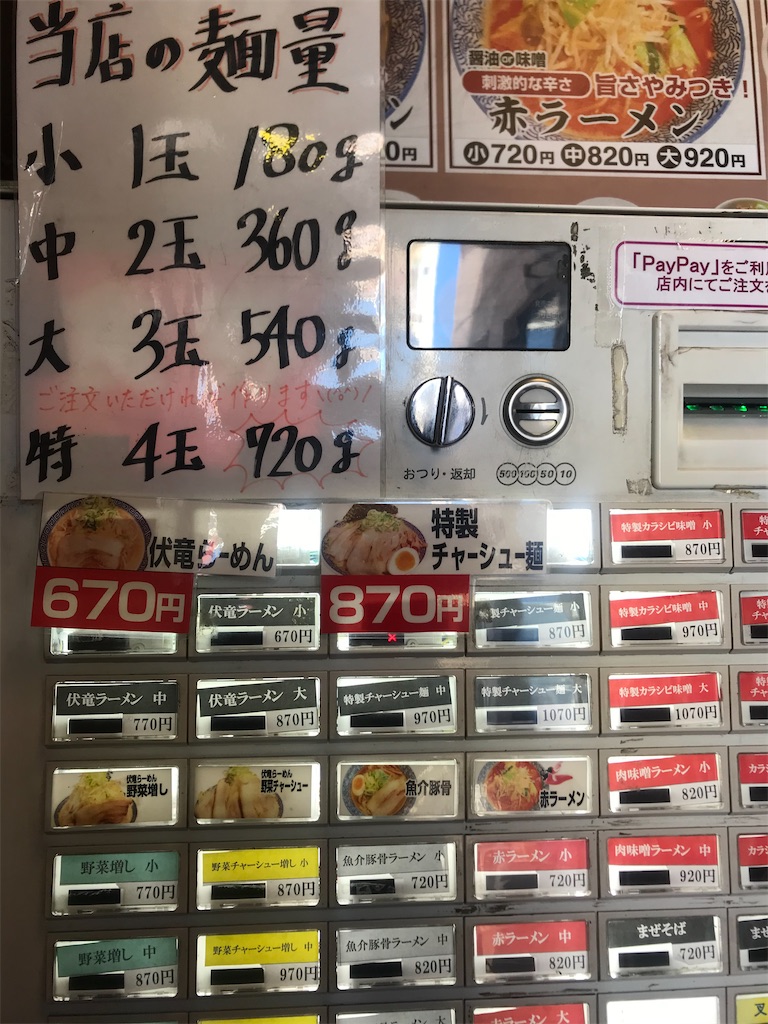 当店の麺量
小 1玉 180g
中 2玉 360g
大 3玉 540g
ご注文いただければ作ります\(°°)/
特 4玉 720g
ン
0円
醤油or味噌
刺激的な辛さ 旨さやみつき!
赤ラーメン
小720円 中820円 大920円
「PayPay」をご利
店内にてご注文
おつり・返却
500 100 50 10
伏竜らーめん
670円
特製
チャーシュー麺
870円
特製カラシビ味噌 小
870円
伏竜ラーメン 小
670円
製チャーシュー麺 小
870円
特製カラシビ味噌 中
970円
伏竜ラーメン 中
770円
伏竜ラーメン 大
870円
特製チャーシュー麺 中
970円
特製チャーシュー麺 大
1070円
特製カラシビ味噌 大
1070円
伏竜らーめん
野菜増し
伏竜らーめん
野菜チャーシュー
魚介豚骨
赤ラーメン
肉味噌ラーメン 小
820円
野菜増し 小
770円
野菜チャーシュー増し 小
870円
魚介豚骨ラーメン 小
720円
赤ラーメン 小
720円
肉味噌ラーメン 中
920円
野菜増し 中
870円
野菜チャーシュー増し 中
970円
魚介豚骨ラーメン 中
820円
赤ラーメン 中
820円
まぜそば
720円